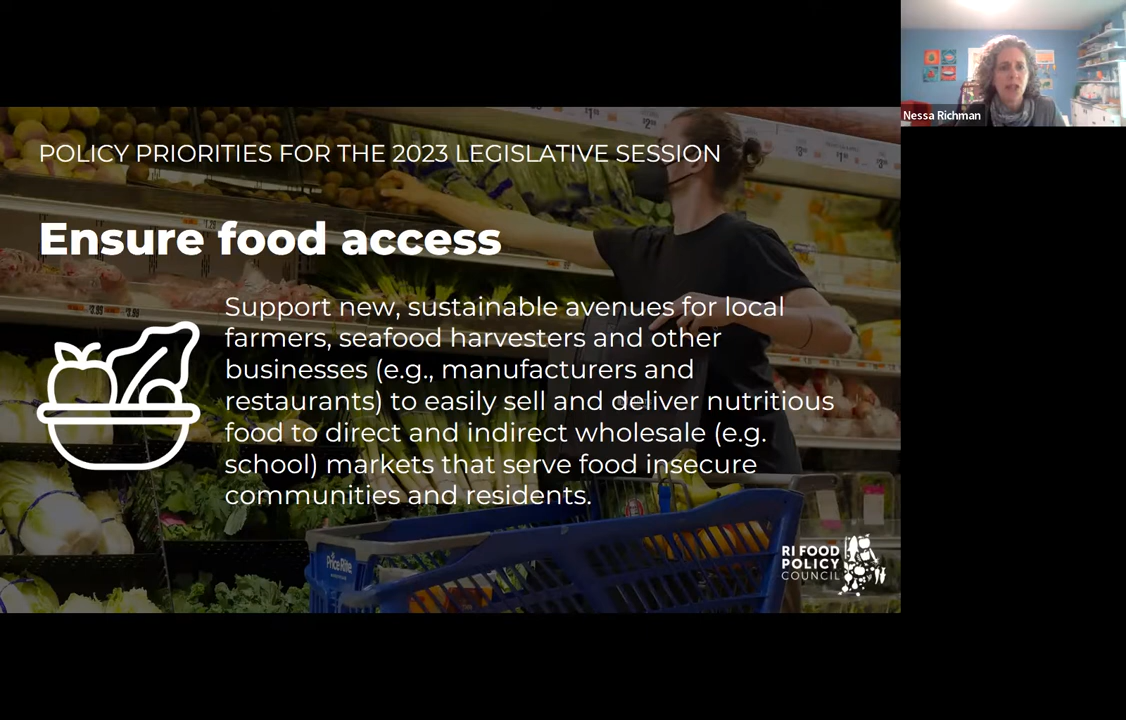 Nessa Richman
POLICY PRIORITIES FOR THE 2023 LEGISLATIVE SESSION
Ensure food access
Support new, sustainable avenues for local
farmers, seafood harvesters and other
businesses (e.g., manufacturers and
restaurants) to easily sell and deliver nutritious
food to direct and indirect wholesale (e.g.
school) markets that serve food insecure
communities and residents.
PriceRite
RI FOOD
POLICY
COUNCIL